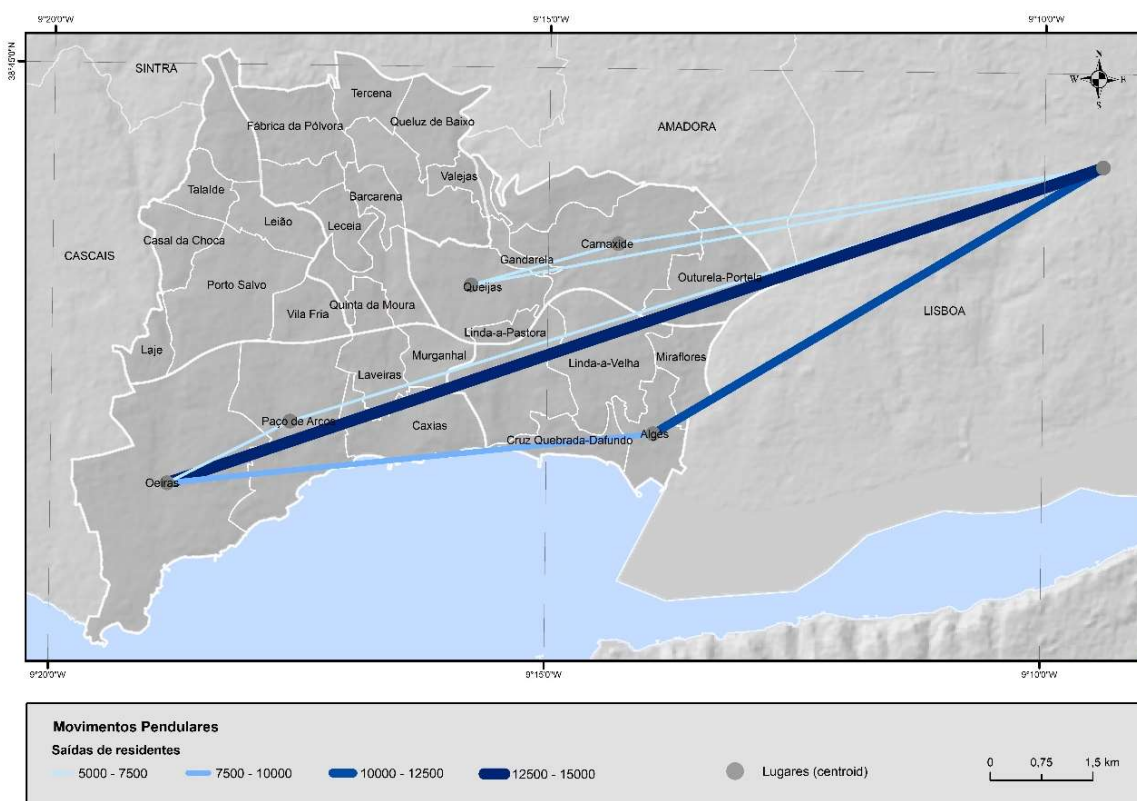 9°20'0"W
9°15'0"W
9°10'0"W
38°45'0"N
N
W
E
S
SINTRA
Tercena
AMADORA
Fábrica da Pólvora
Queluz de Baixo
Valejas
Talaíde
Barcarena
Leião
Leceia
Casal da Choca
Carnaxide
CASCAIS
Gandarela
Outurela-Portela
Porto Salvo
Queijas
Quinta da Moura
Vila Fria
LISBOA
Linda-a-Pastora
Laje
Murganhal
Miraflores
Linda-a-Velha
Laveiras
Paço de Arcos
Caxias
Algés
Cruz Quebrada-Dafundo
Oeiras
9°20'0"W
9°15'0"W
9°10'0"W
Movimentos Pendulares
Saídas de residentes
5000 - 7500
7500 - 10000
10000 - 12500
12500 - 15000
Lugares (centroid)
0 0,75 1,5 km